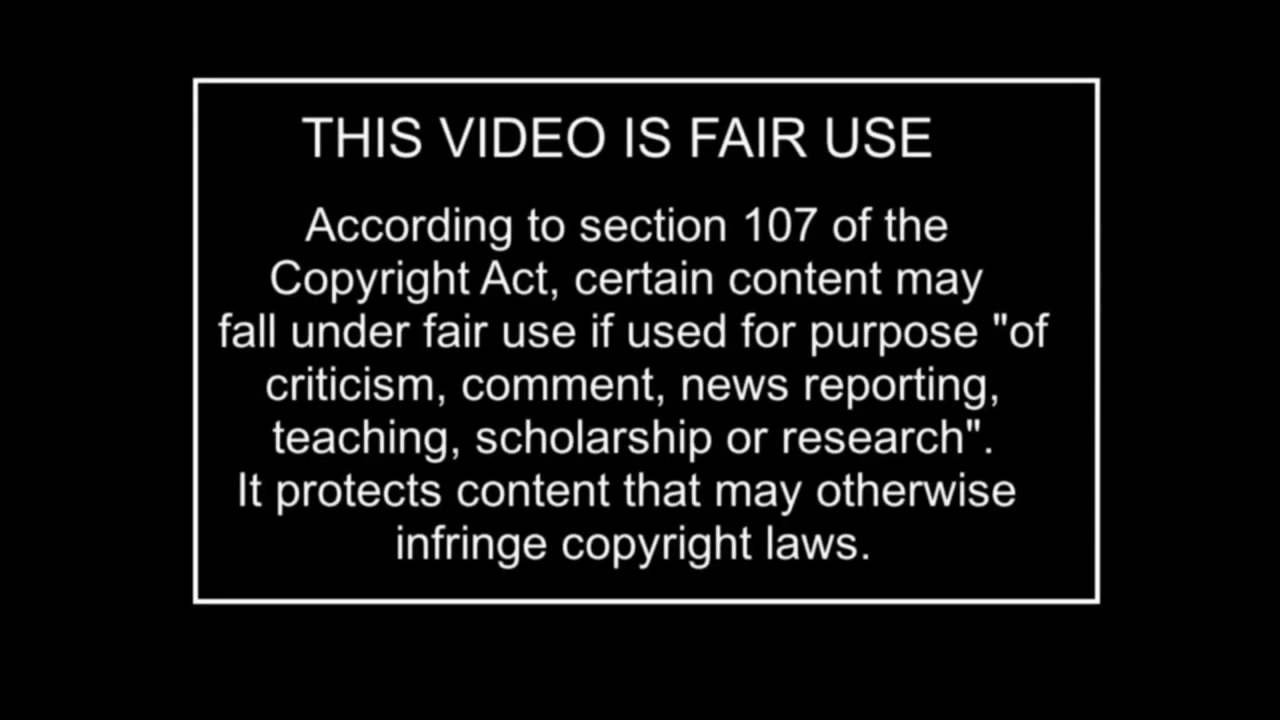 THIS VIDEO IS FAIR USE
According to section 107 of the
Copyright Act, certain content may
fall under fair use if used for purpose "of
criticism, comment, news reporting,
teaching, scholarship or research".
It protects content that may otherwise
infringe copyright laws.